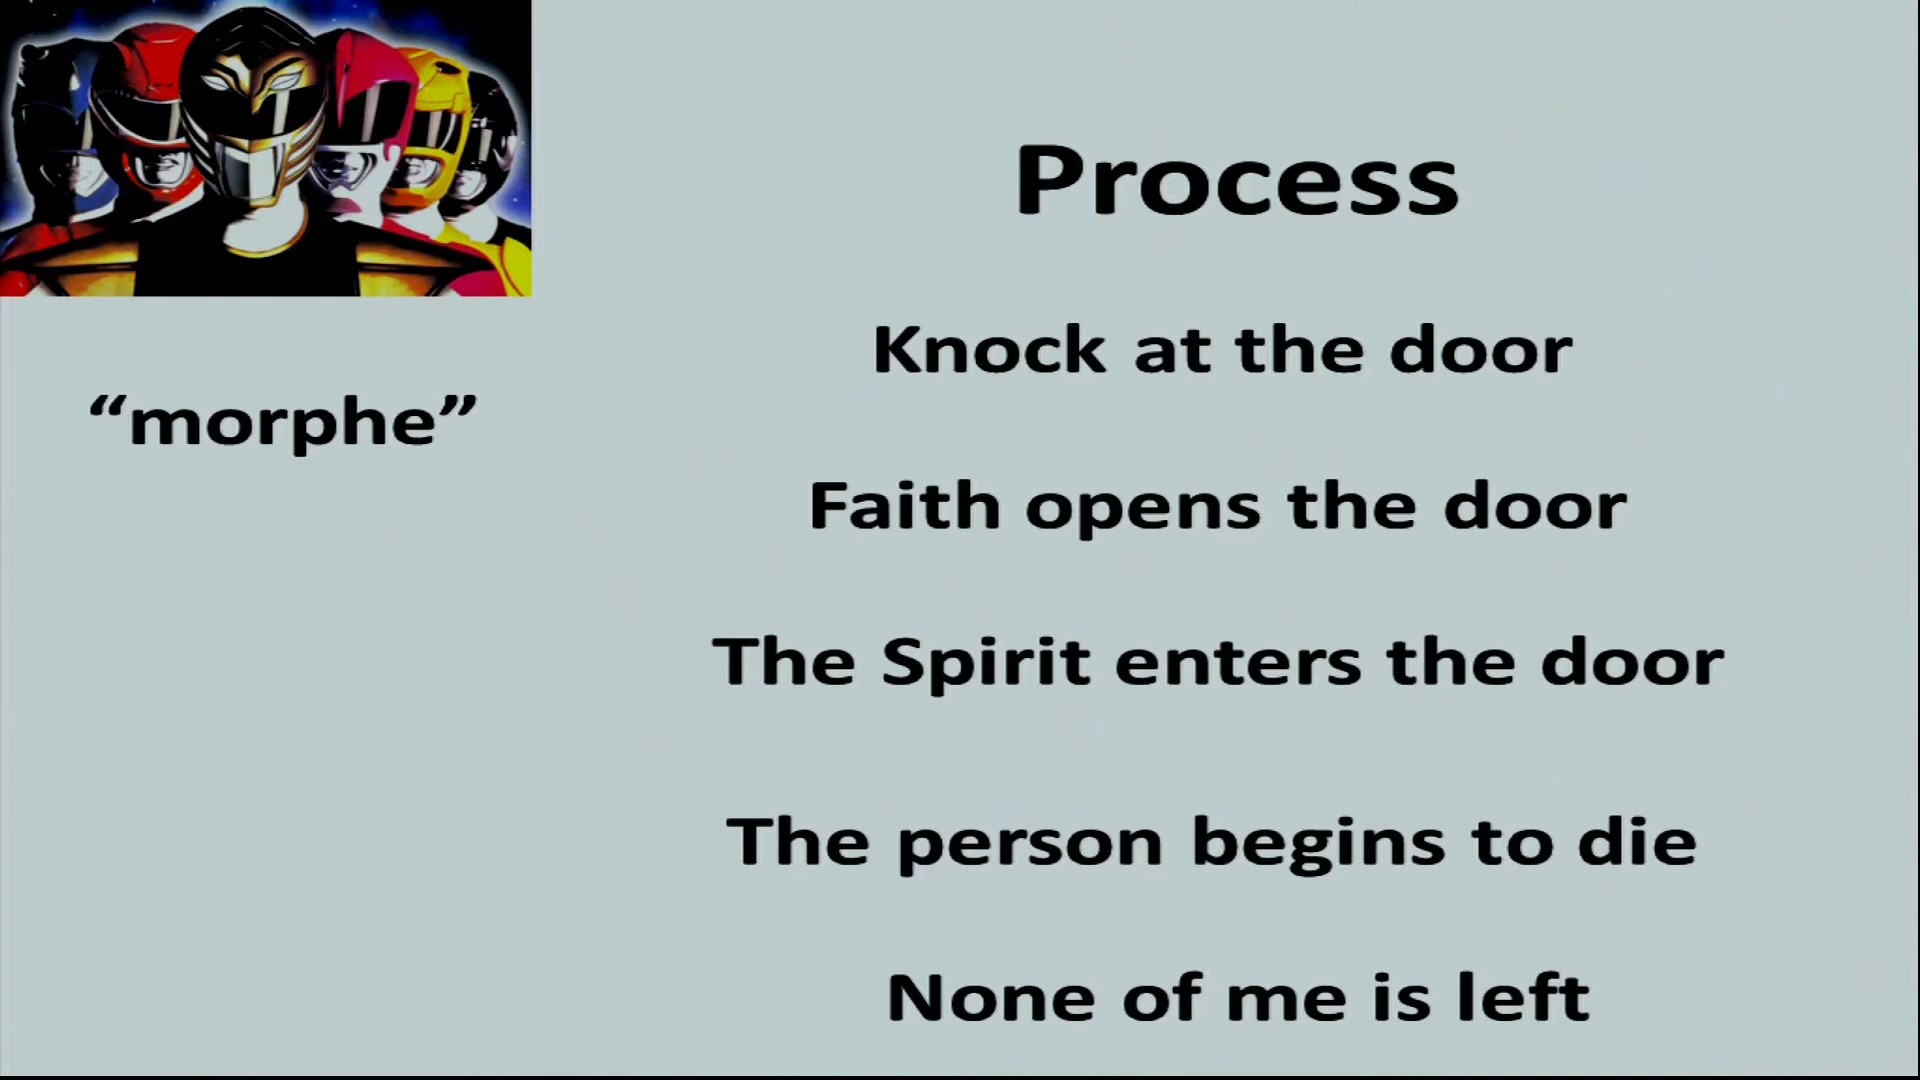 Process
Knock at the door
“morphe”
Faith opens the door
The Spirit enters the door
The person begins to die
None of me is left